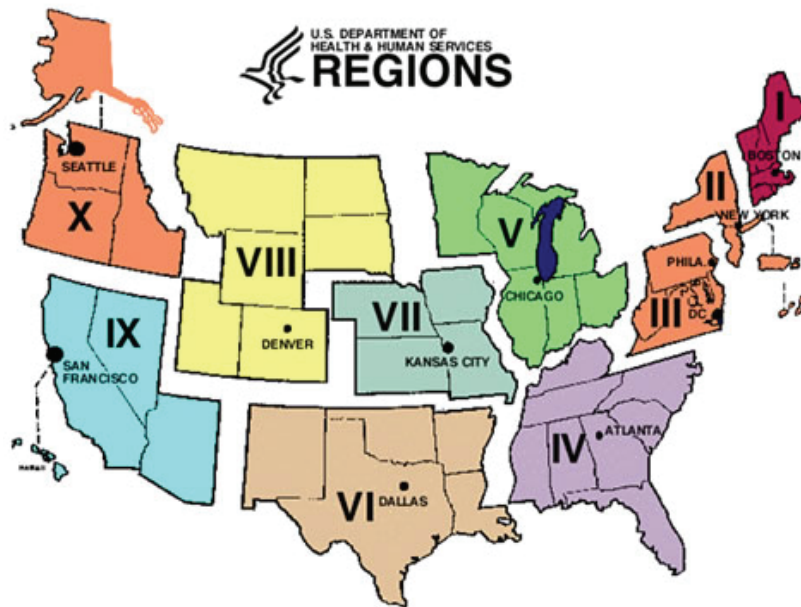 U.S. DEPARTMENT OF
HEALTH & HUMAN SERVICES
REGIONS
I
BOSTON
SEATTLE
II
X
NEW YORK
V
VIII
PHILA.
CHICAGO
III
DC
VII
IX
DENVER
KANSAS CITY
SAN
FRANCISCO
IV
ATLANTA
HAWAII
VI
DALLAS